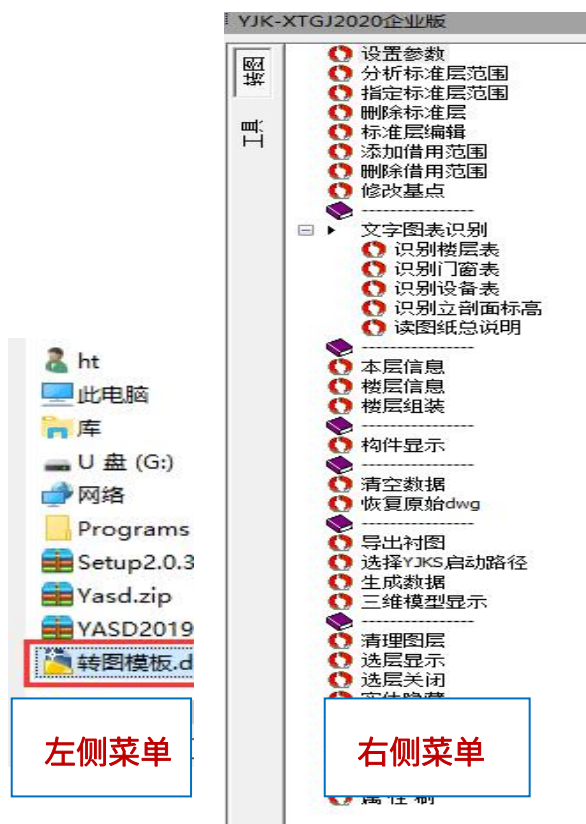 YJK-XTGJ2020企业版
转图
工具
设置参数
分析标准层范围
指定标准层范围
删除标准层
标准层编辑
添加借用范围
删除借用范围
修改基点
----------------
文字图表识别
识别楼层表
识别门窗表
识别设备表
识别立剖面标高
读图纸总说明
----------------
本层信息
楼层信息
楼层组装
----------------
构件显示
----------------
清空数据
恢复原始dwg
----------------
导出衬图
选择YJKS启动路径
生成数据
三维模型显示
----------------
清理图层
选层显示
选层关闭
右侧菜单
ht
此电脑
库
U 盘 (G:)
网络
Programs
Setup2.0.3
Yasd.zip
YASD2019
转图模板.d
左侧菜单